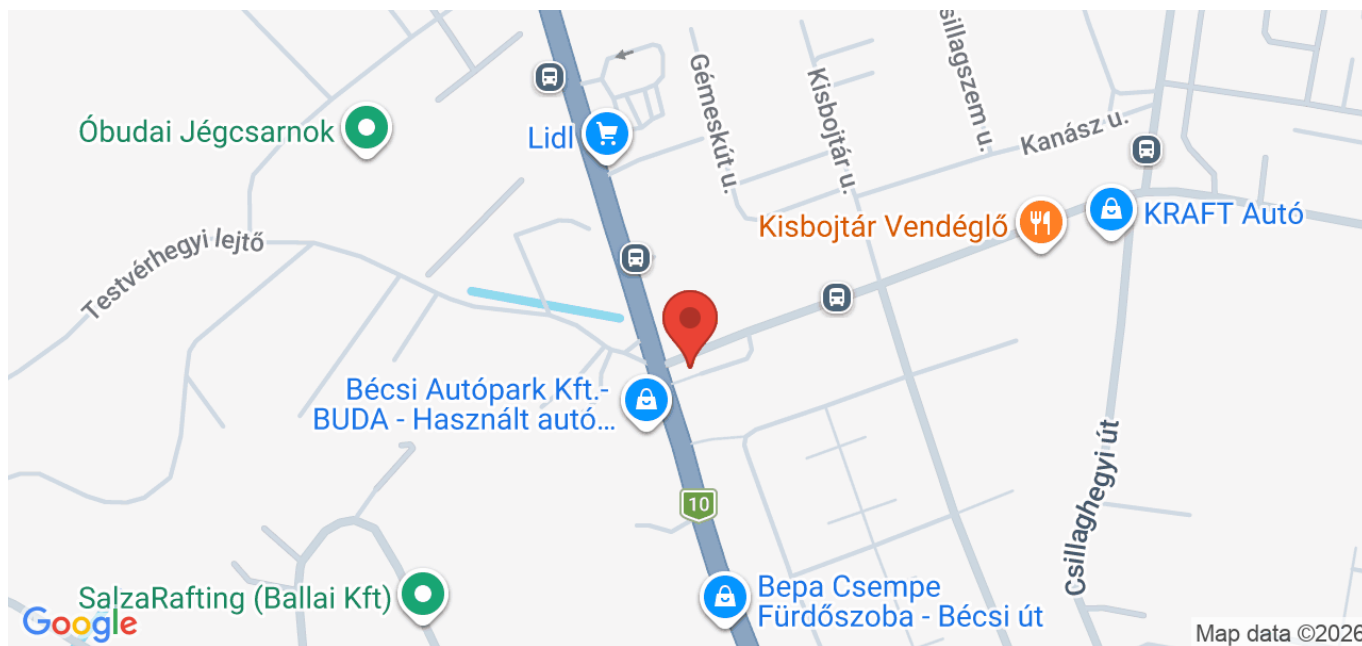 Óbudai Jégcsarnok
Lidl
Gémeskút u.
Kisbojtár u.
sillagszem u.
Kanász u.
Kisbojtár Vendéglő
KRAFT Autó
Testvérhegyi lejtő
Bécsi Autópark Kft.-
BUDA - Használt autó...
10
Csillaghegyi út
SalzaRafting (Ballai Kft)
Bepa Csempe
Fürdőszoba - Bécsi út
Google
Map data ©2026